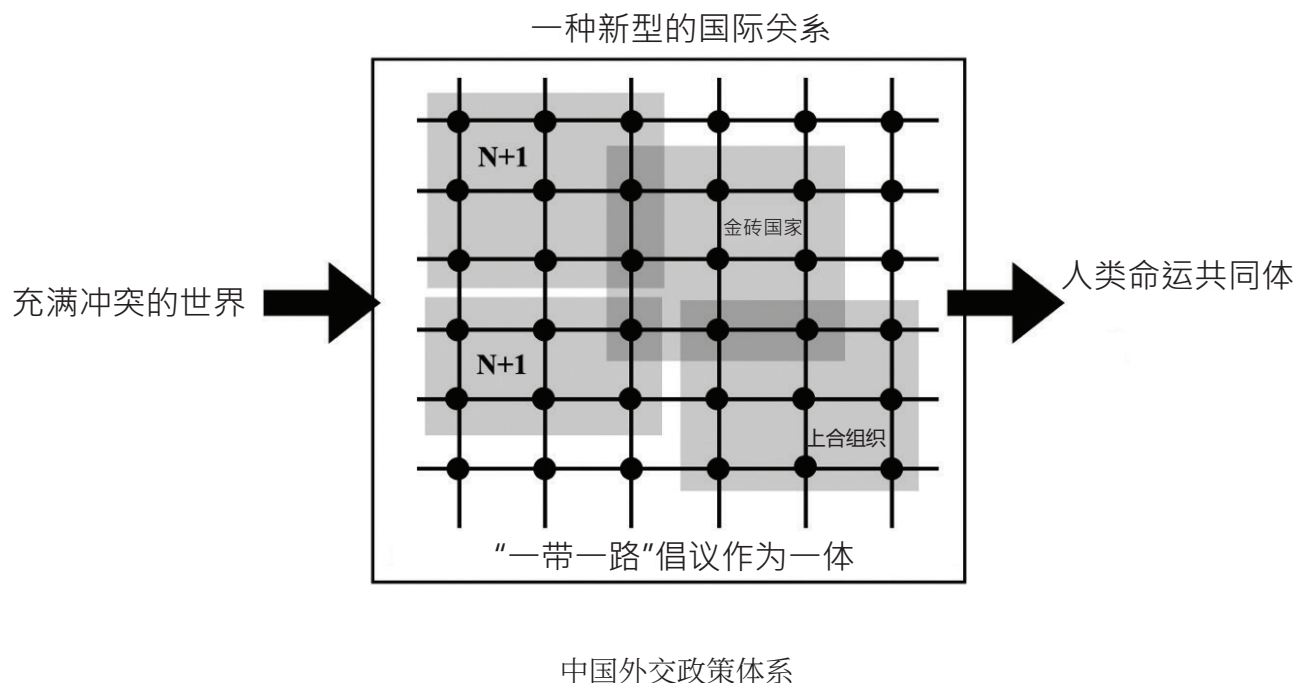 一种新型的国际关系
N+1
金砖国家
充满冲突的世界
人类命运共同体
N+1
上合组织
“一带一路”倡议作为一体
中国外交政策体系